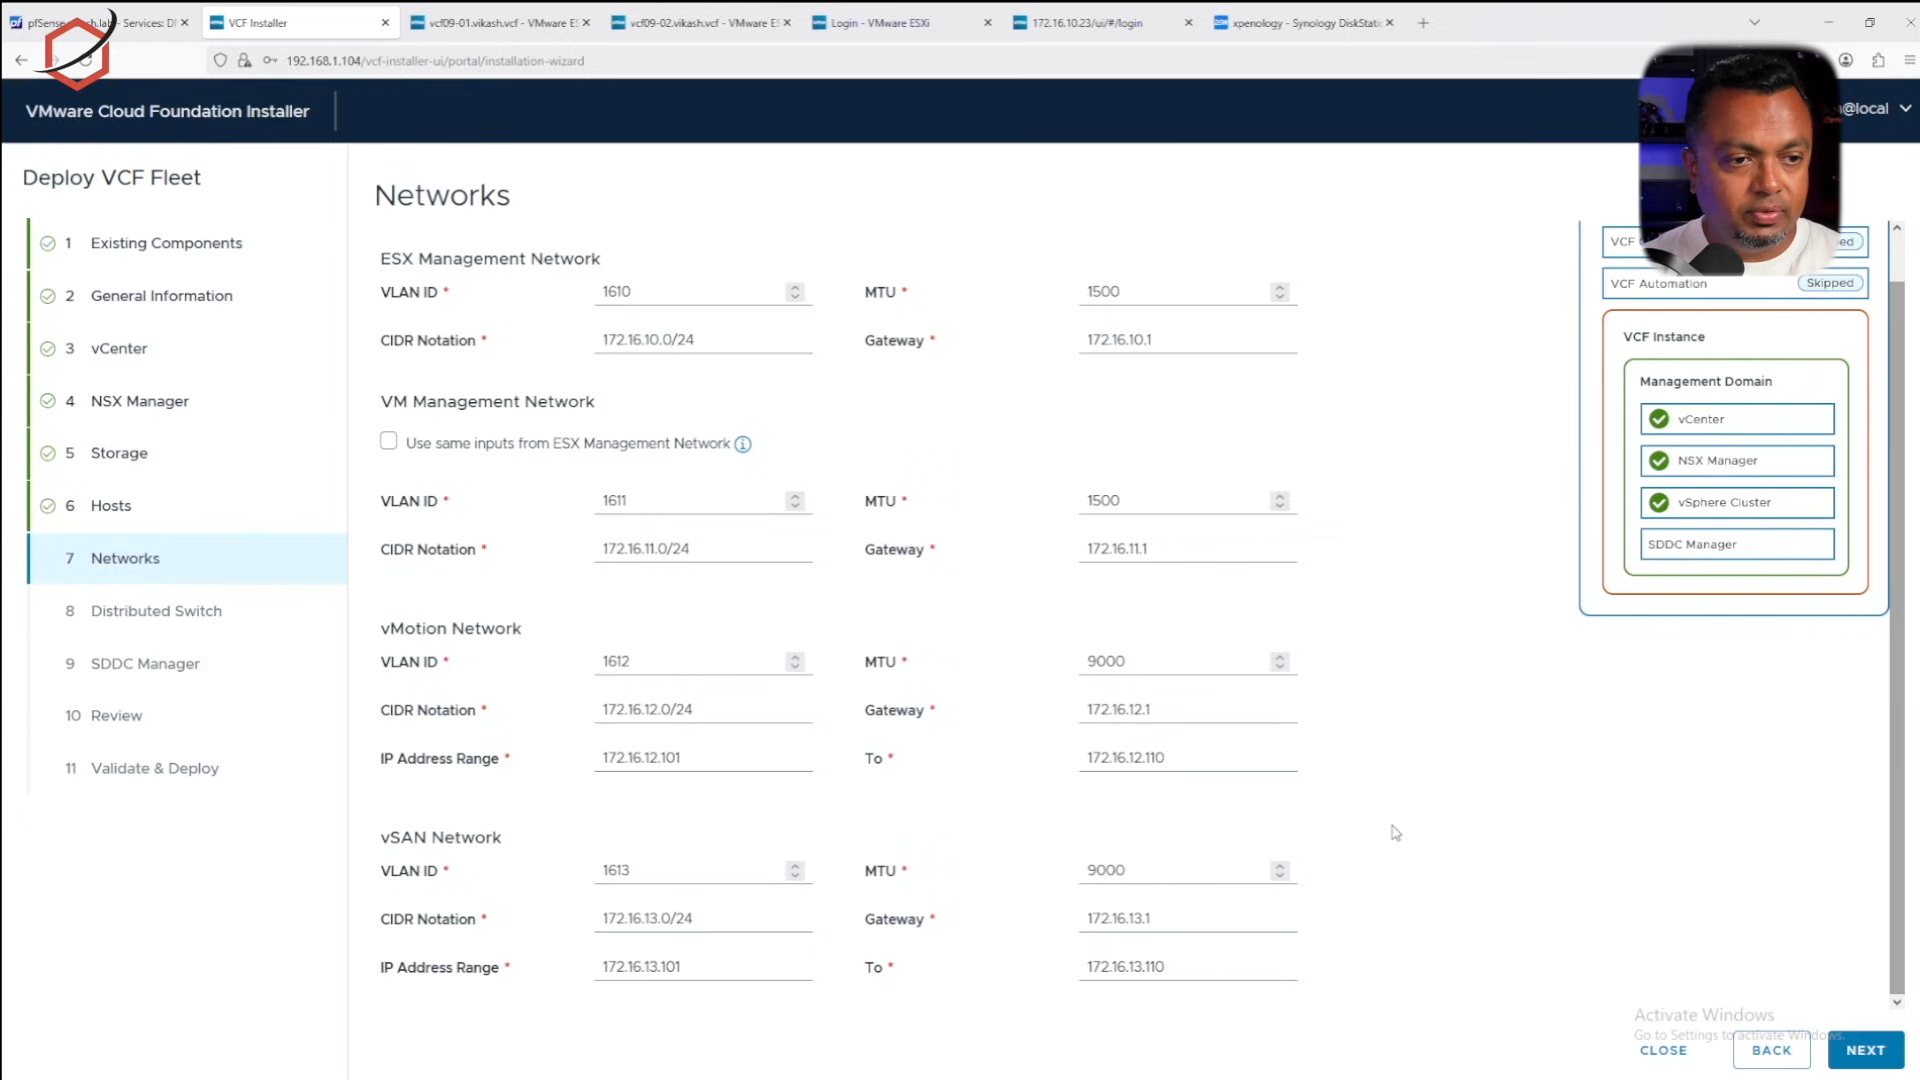 VCF Installer
vcf09-01.vikash.vcf - VMware ES
vcf09-02.vikash.vcf - VMware E
Login - VMware ESXi
172.16.10.23/ui/#/login
xpenology - Synology DiskStati
192.168.1.104/vcf-installer-ui/portal/installation-wizard
VMware Cloud Foundation Installer
@local
Deploy VCF Fleet
1 Existing Components
2 General Information
3 vCenter
4 NSX Manager
5 Storage
6 Hosts
7 Networks
8 Distributed Switch
9 SDDC Manager
10 Review
11 Validate & Deploy
Networks
ESX Management Network
VLAN ID * 1610 MTU * 1500
CIDR Notation * 172.16.10.0/24 Gateway * 172.16.10.1
VM Management Network
Use same inputs from ESX Management Network
VLAN ID * 1611 MTU * 1500
CIDR Notation * 172.16.11.0/24 Gateway * 172.16.11.1
vMotion Network
VLAN ID * 1612 MTU * 9000
CIDR Notation * 172.16.12.0/24 Gateway * 172.16.12.1
IP Address Range * 172.16.12.101 To * 172.16.12.110
vSAN Network
VLAN ID * 1613 MTU * 9000
CIDR Notation * 172.16.13.0/24 Gateway * 172.16.13.1
IP Address Range * 172.16.13.101 To * 172.16.13.110
VCF
VCF Automation Skipped
VCF Instance
Management Domain
vCenter
NSX Manager
vSphere Cluster
SDDC Manager
Activate Windows
Go to Settings to activate Windows.
CLOSE BACK NEXT